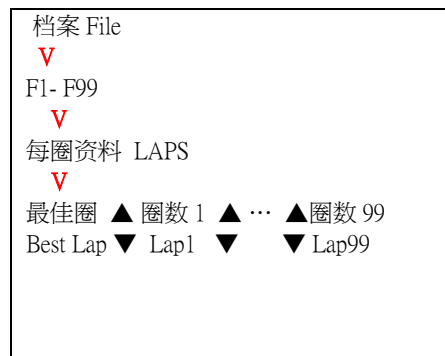 档案 File
V
F1- F99
V
每圈资料 LAPS
V
最佳圈 ▲ 圈数 1 ▲ … ▲圈数 99
Best Lap ▼ Lap1 ▼ ▼ Lap99